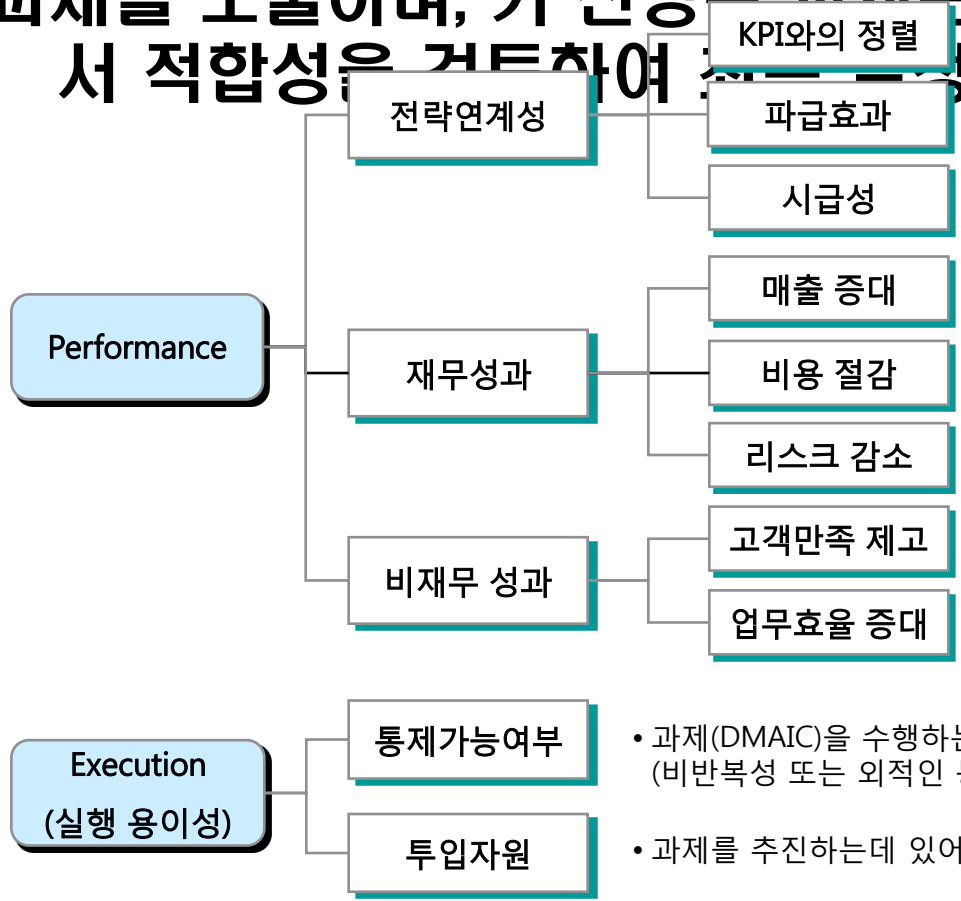 서 적합성을
KPI와의 정렬
전략연계성
파급효과
시급성
매출 증대
Performance
재무성과
비용 절감
리스크 감소
고객만족 제고
비재무 성과
업무효율 증대
통제가능여부
• 과제(DMAIC)을 수행하는
(비반복성 또는 외적인
Execution
(실행 용이성)
투입자원
• 과제를 추진하는데 있어